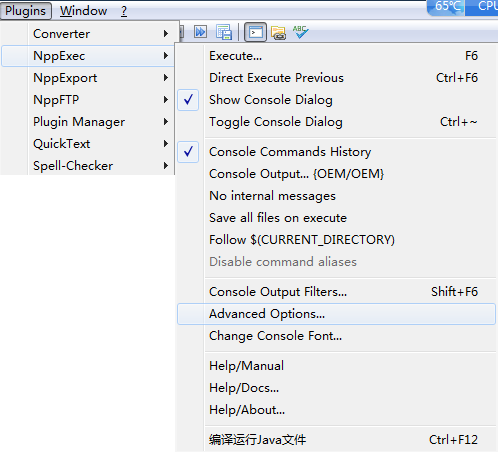 Plugins Window ?
65℃ CPU
ABC
Converter
NppExec
NppExport
NppFTP
Plugin Manager
QuickText
Spell-Checker
Execute... F6
Direct Execute Previous Ctrl+F6
Show Console Dialog
Toggle Console Dialog Ctrl+~
Console Commands History
Console Output... {OEM/OEM}
No internal messages
Save all files on execute
Follow $(CURRENT_DIRECTORY)
Disable command aliases
Console Output Filters... Shift+F6
Advanced Options...
Change Console Font...
Help/Manual
Help/Docs...
Help/About...
编译运行Java文件 Ctrl+F12